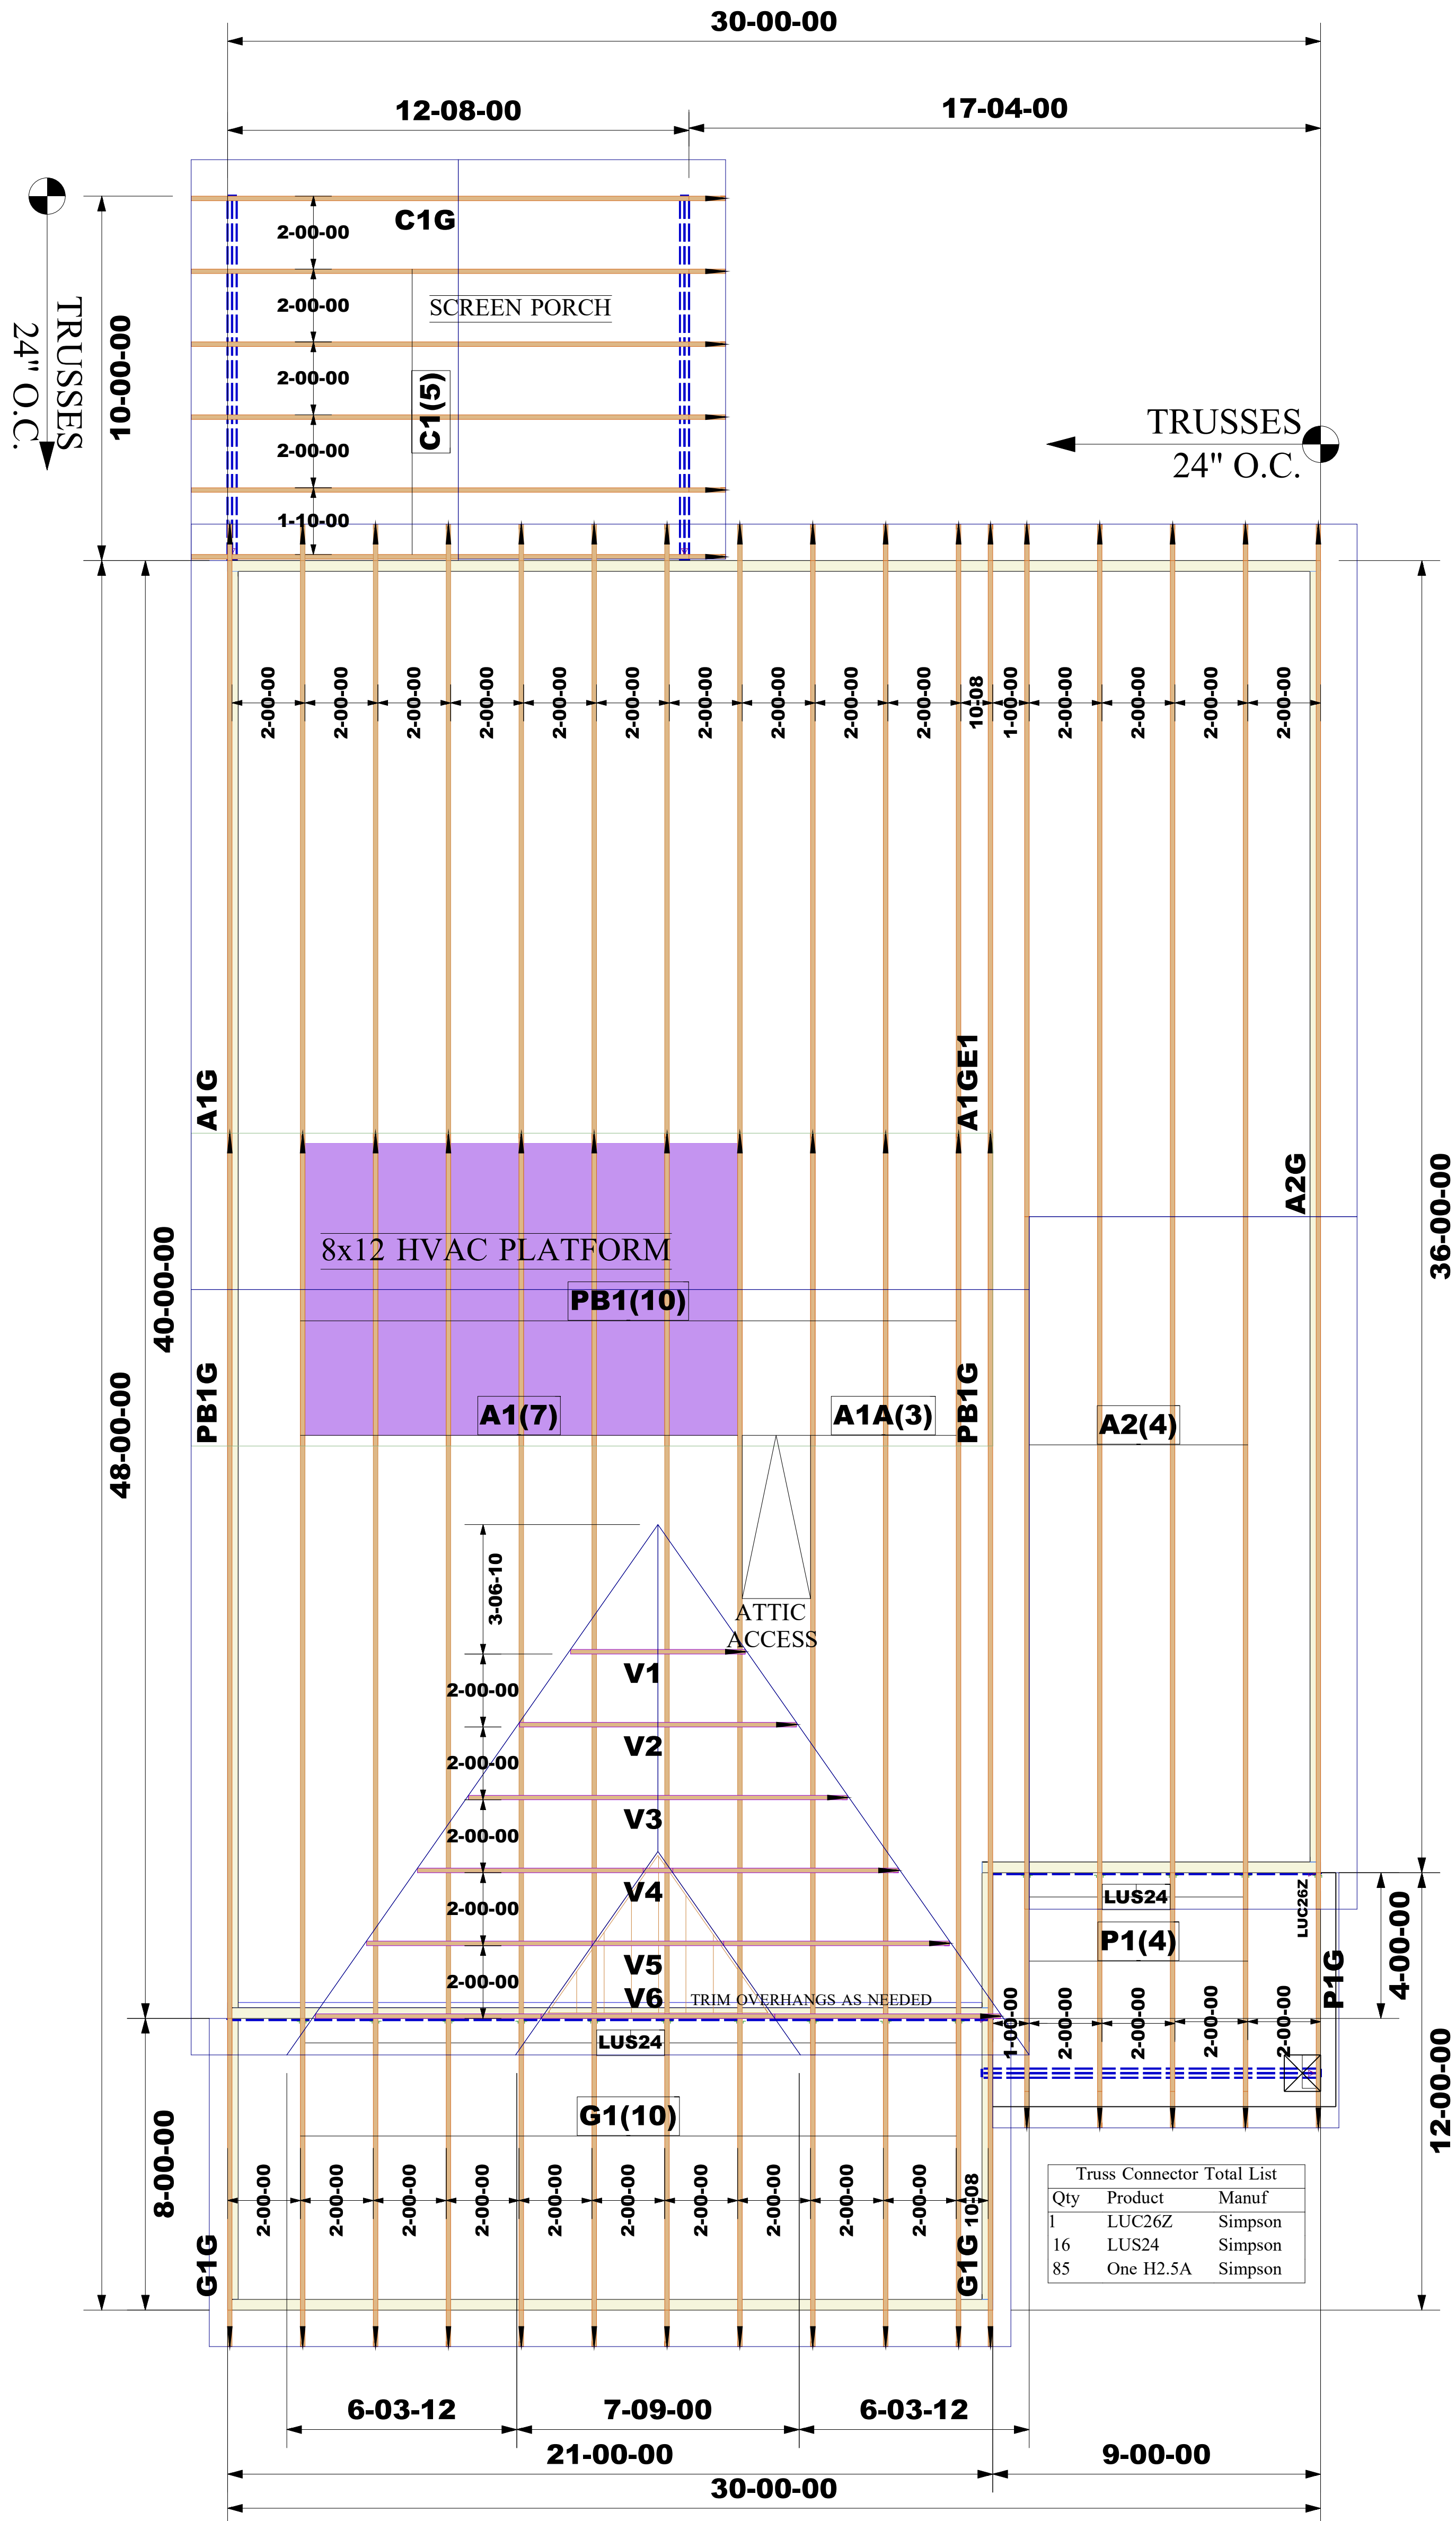 30-00-00
12-08-00
17-04-00
C1G
2-00-00
SCREEN PORCH
2-00-00
2-00-00
C1(5)
2-00-00
1-10-00
TRUSSES
24" O.C.
10-00-00
TRUSSES
24" O.C.
2-00-00
2-00-00
2-00-00
2-00-00
2-00-00
2-00-00
2-00-00
2-00-00
2-00-00
2-00-00
10-08
1-00-00
2-00-00
2-00-00
2-00-00
2-00-00
A1G
A1GE1
A2G
36-00-00
40-00-00
48-00-00
8x12 HVAC PLATFORM
PB1(10)
PB1G
PB1G
A1(7)
A1A(3)
A2(4)
3-06-10
ATTIC
ACCESS
V1
2-00-00
V2
2-00-00
V3
2-00-00
V4
2-00-00
V5
2-00-00
V6
TRIM OVERHANGS AS NEEDED
LUS24
LUS24
LUC26Z
P1(4)
P1G
4-00-00
1-00-00
2-00-00
2-00-00
2-00-00
2-00-00
12-00-00
8-00-00
G1(10)
2-00-00
2-00-00
2-00-00
2-00-00
2-00-00
2-00-00
2-00-00
2-00-00
2-00-00
2-00-00
10-08
G1G
G1G
Truss Connector Total List
Qty Product Manuf
1 LUC26Z Simpson
16 LUS24 Simpson
85 One H2.5A Simpson
6-03-12
7-09-00
6-03-12
21-00-00
9-00-00
30-00-00